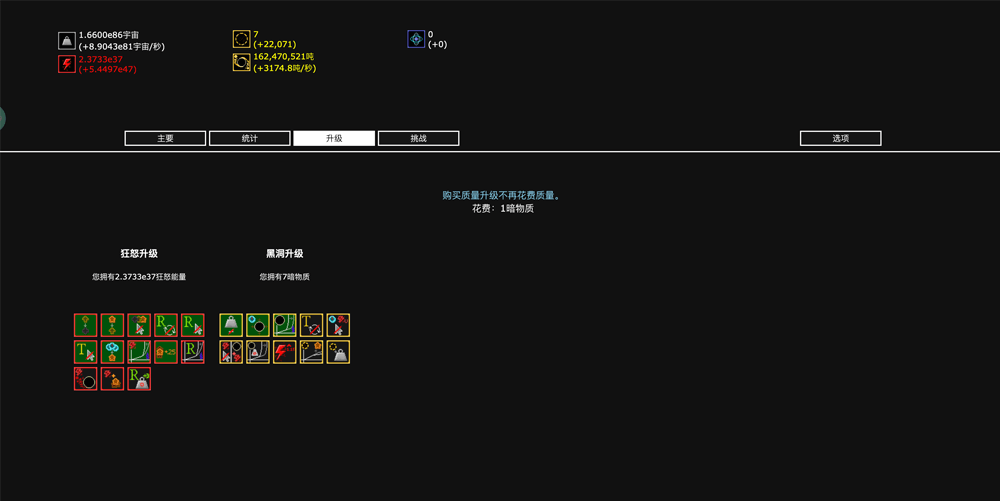 1.6600e86宇宙
(+8.9043e81宇宙/秒)
2.3733e37
(+5.4497e47)
7
(+22,071)
162,470,521吨
(+3174.8吨/秒)
0
(+0)
主要
统计
升级
挑战
选项
购买质量升级不再花费质量。
花费：1暗物质
狂怒升级
黑洞升级
您拥有2.3733e37狂怒能量
您拥有7暗物质
R
R
T
T
+25
R
R